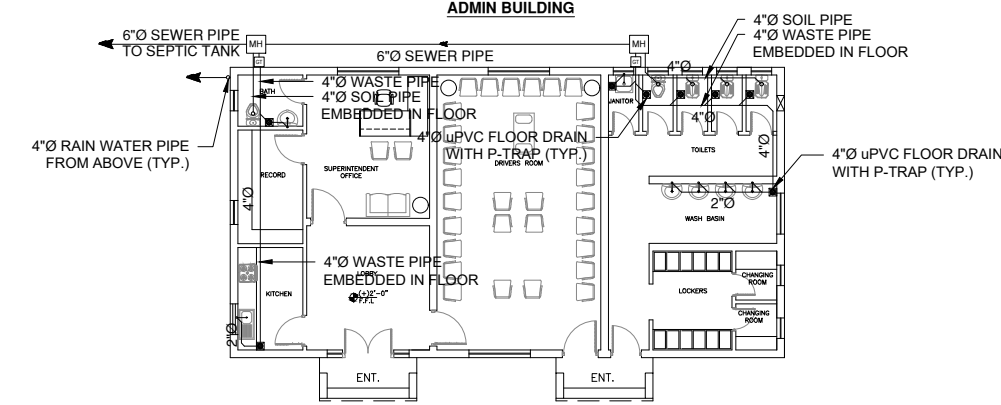 ADMIN BUILDING
6"Ø SEWER PIPE
TO SEPTIC TANK
MH
GT
6"Ø SEWER PIPE
MH
GT
4"Ø SOIL PIPE
4"Ø WASTE PIPE
EMBEDDED IN FLOOR
4"Ø
4"Ø WASTE PIPE
4"Ø SOIL PIPE
EMBEDDED IN FLOOR
BATH
JANITOR
4"Ø
4"Ø uPVC FLOOR DRAIN
WITH P-TRAP (TYP.)
DRIVERS ROOM
4"Ø RAIN WATER PIPE
FROM ABOVE (TYP.)
TOILETS
4"Ø
4"Ø uPVC FLOOR DRAIN
WITH P-TRAP (TYP.)
RECORD
SUPERINTENDENT
OFFICE
4"Ø
2"Ø
WASH BASIN
4"Ø WASTE PIPE
EMBEDDED IN FLOOR
LOBBY
(+)2'-0"
F.F.L
KITCHEN
2"Ø
LOCKERS
CHANGING
ROOM
CHANGING
ROOM
ENT.
ENT.